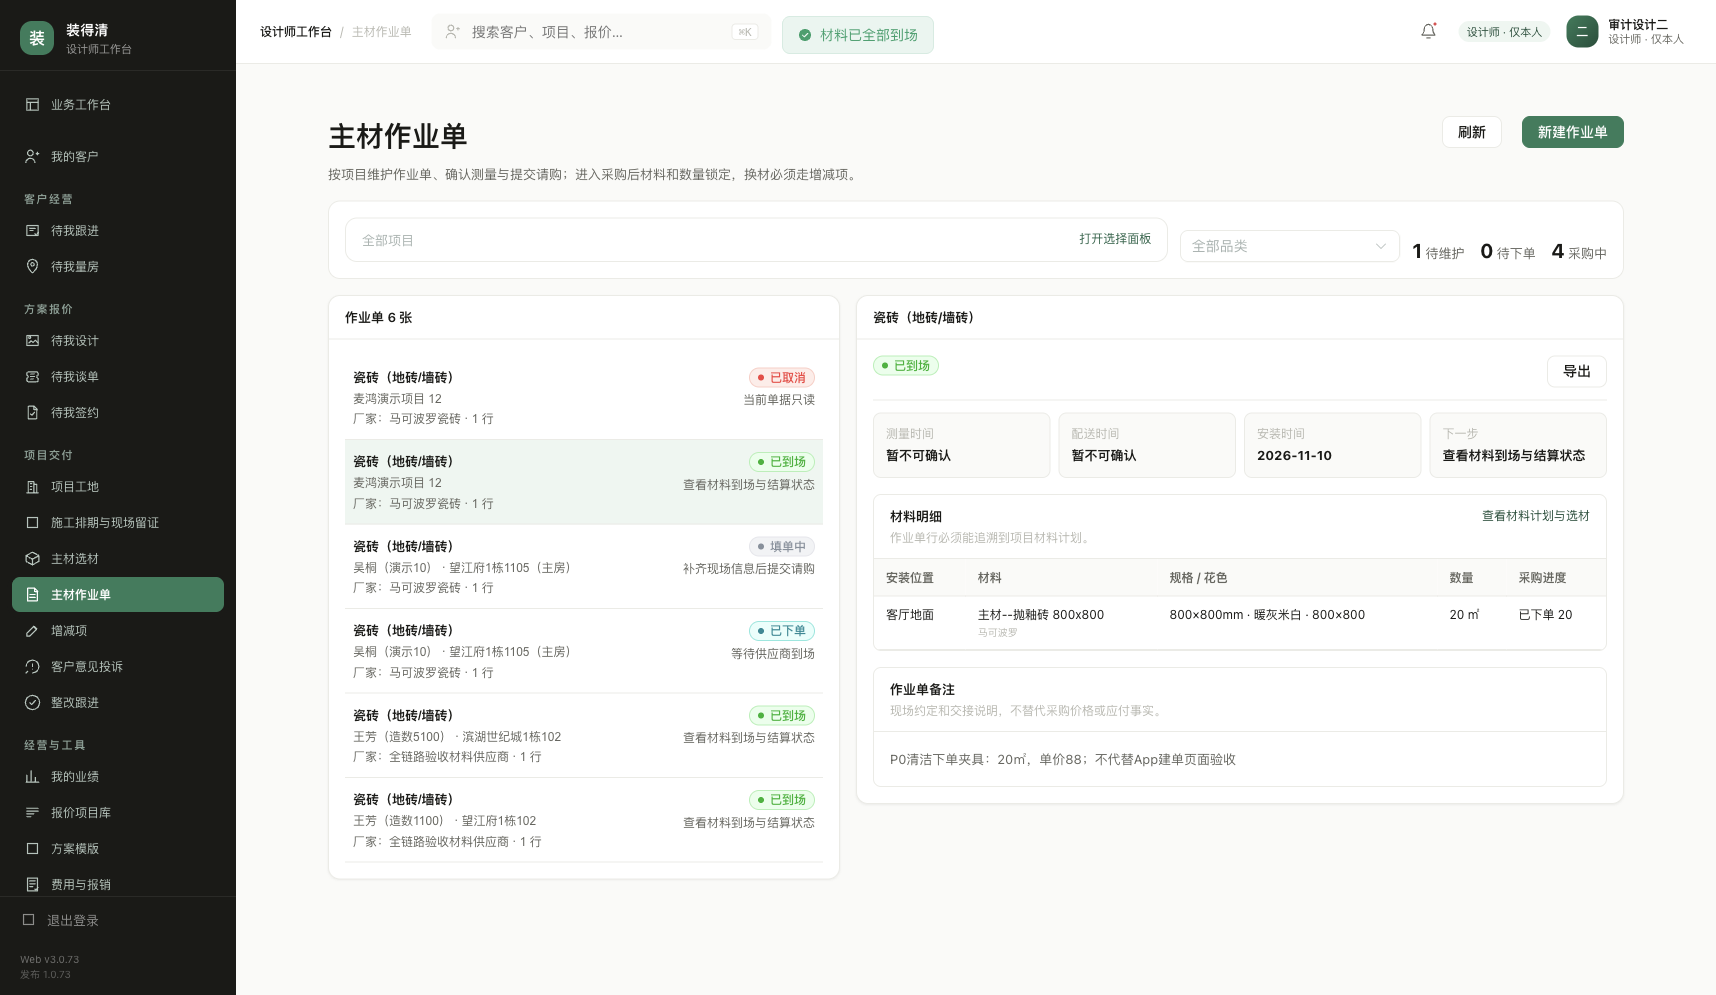 装
装得清
设计师工作台
业务工作台
我的客户
客户经营
待我跟进
待我量房
方案报价
待我设计
待我谈单
待我签约
项目交付
项目工地
施工排期与现场留证
主材选材
主材作业单
增减项
客户意见投诉
整改跟进
经营与工具
我的业绩
报价项目库
方案模版
费用与报销
退出登录
Web v3.0.73
发布 1.0.73
设计师工作台 / 主材作业单
搜索客户、项目、报价... ⌘K
材料已全部到场
设计师 · 仅本人
二
审计设计二
设计师 · 仅本人
主材作业单
按项目维护作业单、确认测量与提交请购；进入采购后材料和数量锁定，换材必须走增减项。
刷新
新建作业单
全部项目
打开选择面板
全部品类
1 待维护 0 待下单 4 采购中
作业单 6 张
瓷砖（地砖/墙砖） 已取消
麦鸿演示项目 12 当前单据只读
厂家：马可波罗瓷砖 · 1 行
瓷砖（地砖/墙砖） 已到场
麦鸿演示项目 12 查看材料到场与结算状态
厂家：马可波罗瓷砖 · 1 行
瓷砖（地砖/墙砖） 填单中
吴桐（演示10） · 望江府1栋1105（主房） 补齐现场信息后提交请购
厂家：马可波罗瓷砖 · 1 行
瓷砖（地砖/墙砖） 已下单
吴桐（演示10） · 望江府1栋1105（主房） 等待供应商到场
厂家：马可波罗瓷砖 · 1 行
瓷砖（地砖/墙砖） 已到场
王芳（造数5100） · 滨湖世纪城1栋102 查看材料到场与结算状态
厂家：全链路验收材料供应商 · 1 行
瓷砖（地砖/墙砖） 已到场
王芳（造数1100） · 望江府1栋102 查看材料到场与结算状态
厂家：全链路验收材料供应商 · 1 行
瓷砖（地砖/墙砖）
已到场
导出
测量时间 配送时间 安装时间 下一步
暂不可确认 暂不可确认 2026-11-10 查看材料到场与结算状态
材料明细 查看材料计划与选材
作业单行必须能追溯到项目材料计划。
安装位置 材料 规格 / 花色 数量 采购进度
客厅地面 主材--抛釉砖 800x800 800×800mm · 暖灰米白 · 800×800 20 ㎡ 已下单 20
马可波罗
作业单备注
现场约定和交接说明，不替代采购价格或应付事实。
P0清洁下单夹具：20㎡，单价88；不代替App建单页面验收